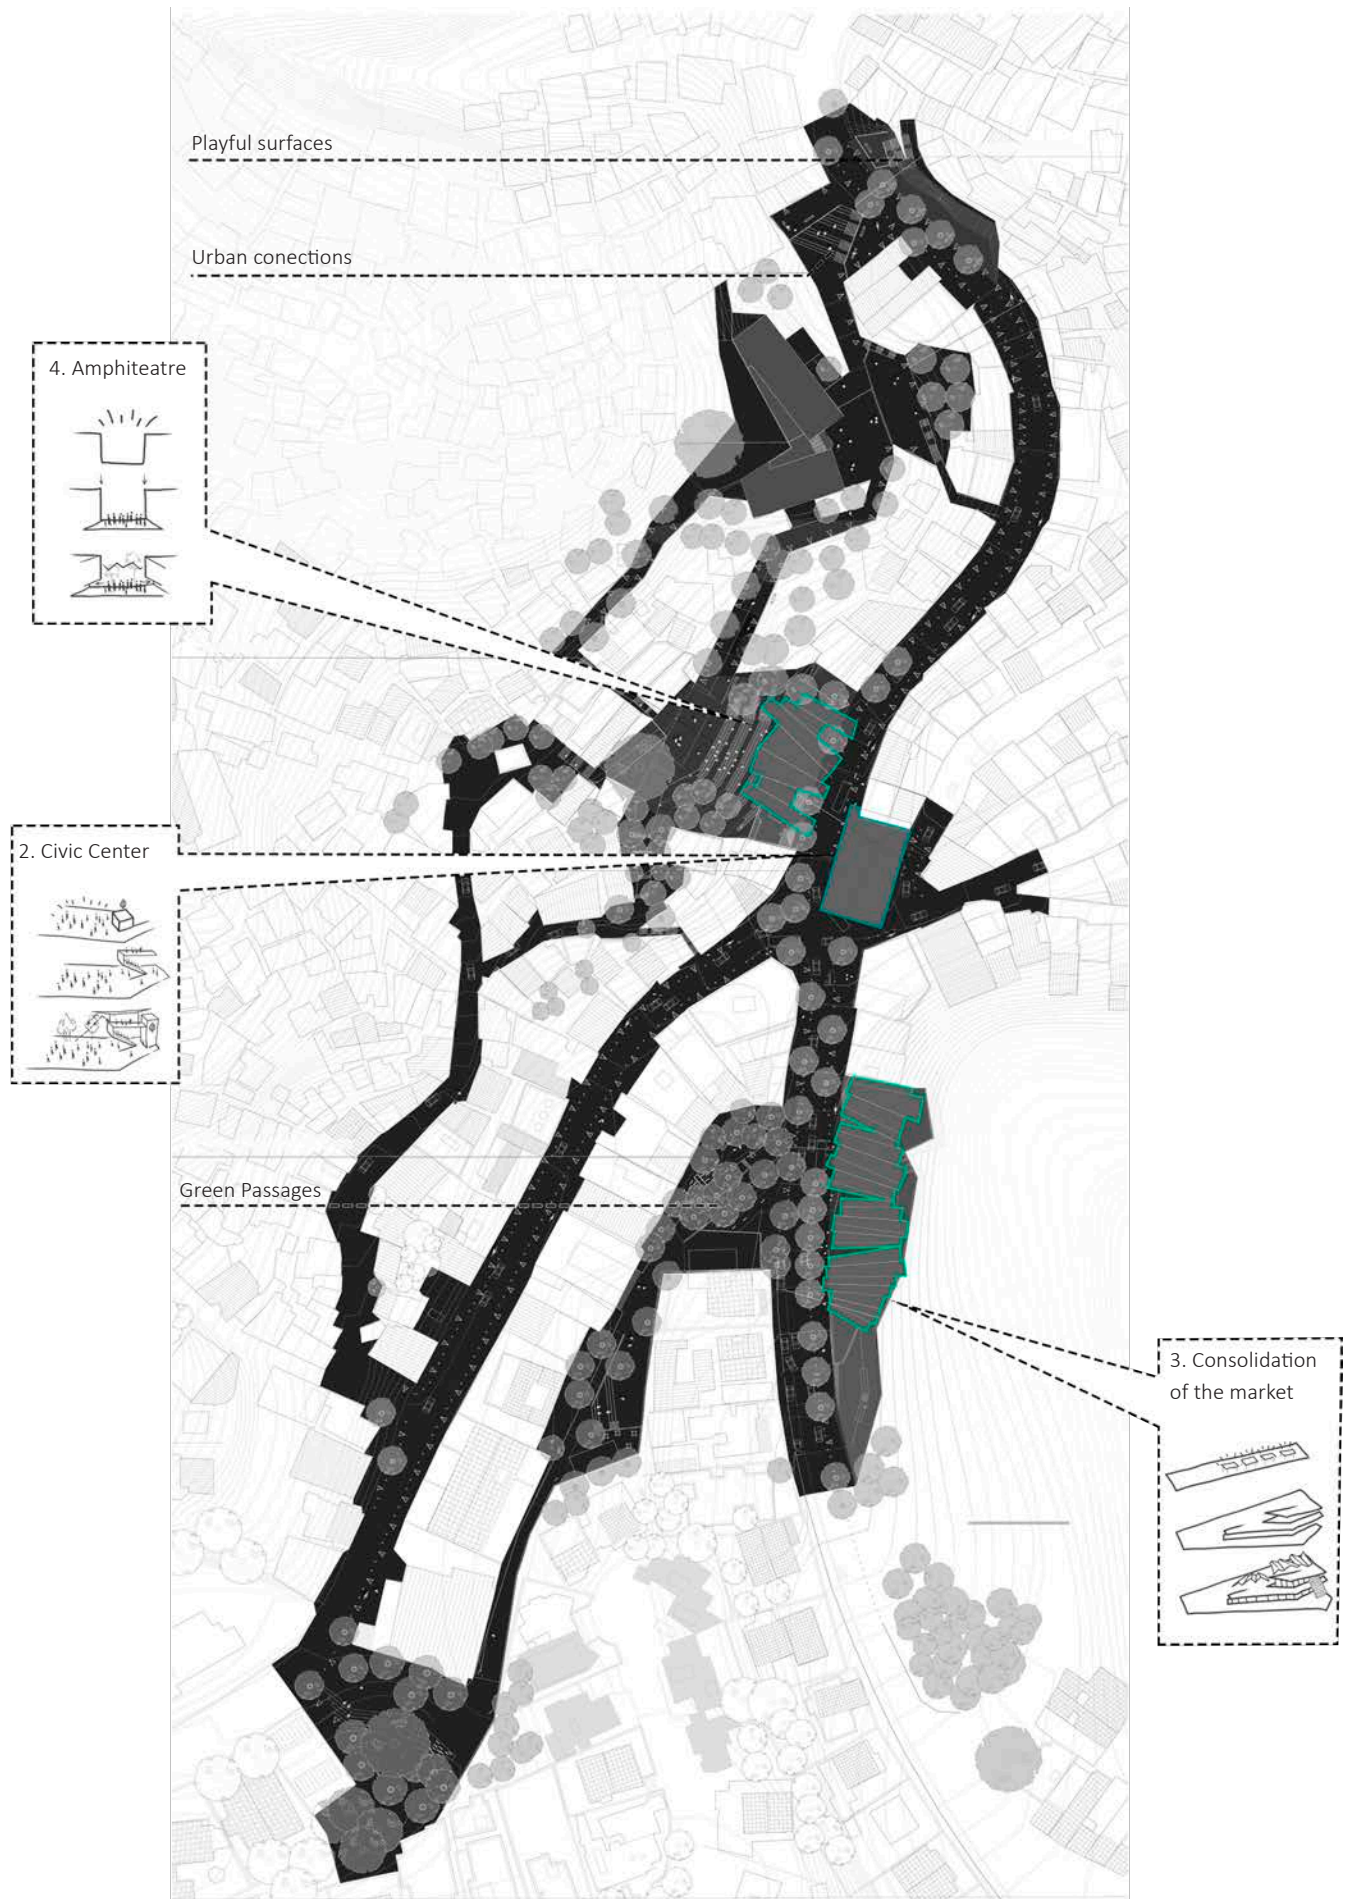 Playful surfaces
Urban conections
4. Amphiteatre
2. Civic Center
Green Passages
3. Consolidation
of the market